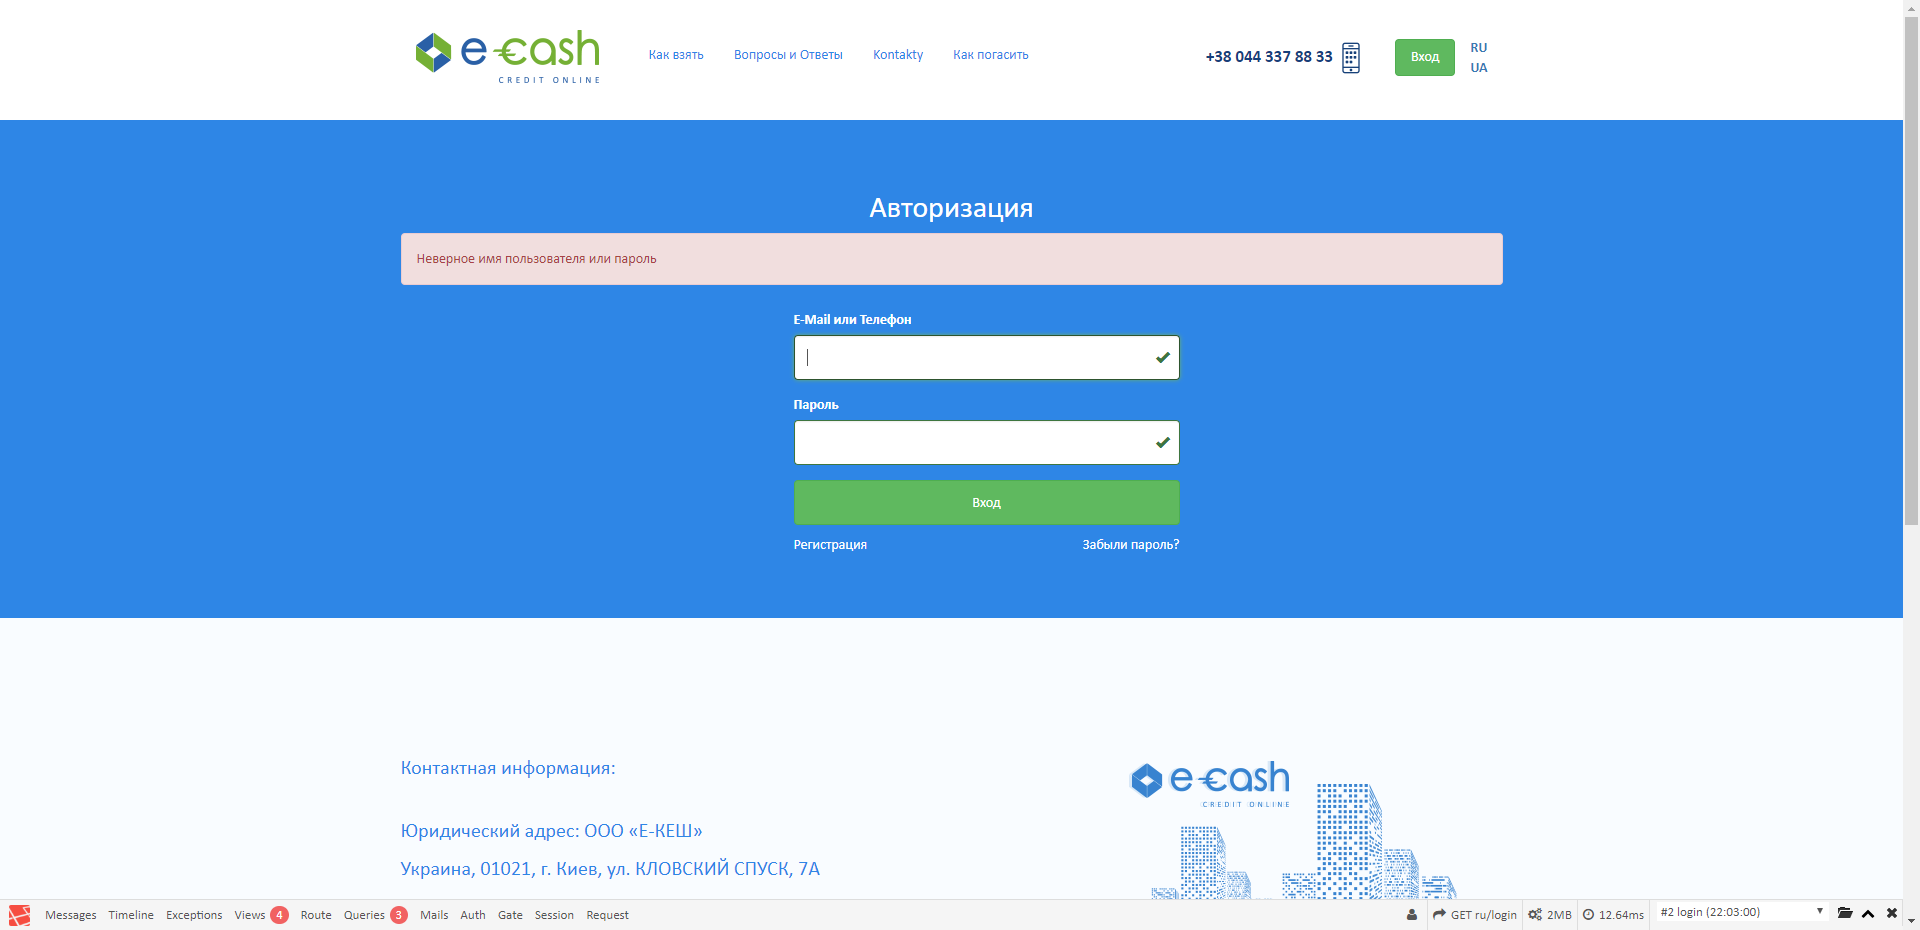 e-cash
CREDIT ONLINE
Как взять
Вопросы и Ответы
Kontakty
Как погасить
+38 044 337 88 33
Вход
RU
UA
Авторизация
Неверное имя пользователя или пароль
E-Mail или Телефон
Пароль
Вход
Регистрация
Забыли пароль?
Контактная информация:
e-cash
CREDIT ONLINE
Юридический адрес: ООО «Е-КЕШ»
Украина, 01021, г. Киев, ул. КЛОВСКИЙ СПУСК, 7А
Messages Timeline Exceptions Views 4 Route Queries 3 Mails Auth Gate Session Request GET ru/login 2MB 12.64ms #2 login (22:03:00)